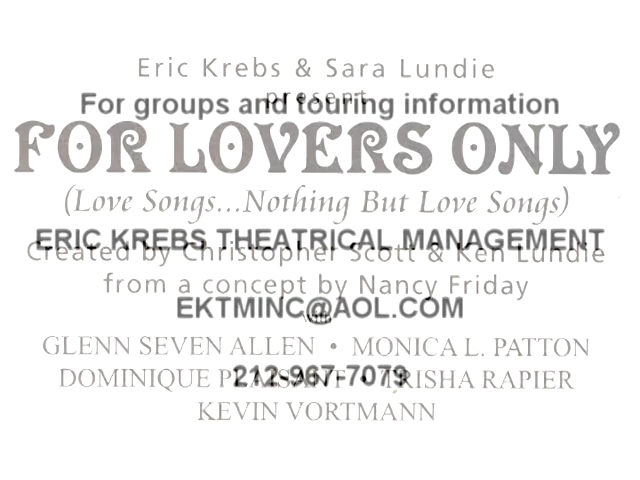 Eric Krebs & Sara Lundie
present
For groups and touring information
FOR LOVERS ONLY
(Love Songs...Nothing But Love Songs)
ERIC KREBS THEATRICAL MANAGEMENT
Created by Christopher Scott & Ken Lundie
from a concept by Nancy Friday
EKTMINC@AOL.COM
with
GLENN SEVEN ALLEN • MONICA L. PATTON
DOMINIQUE PLAISANT • TRISHA RAPIER
212-967-7079
KEVIN VORTMANN